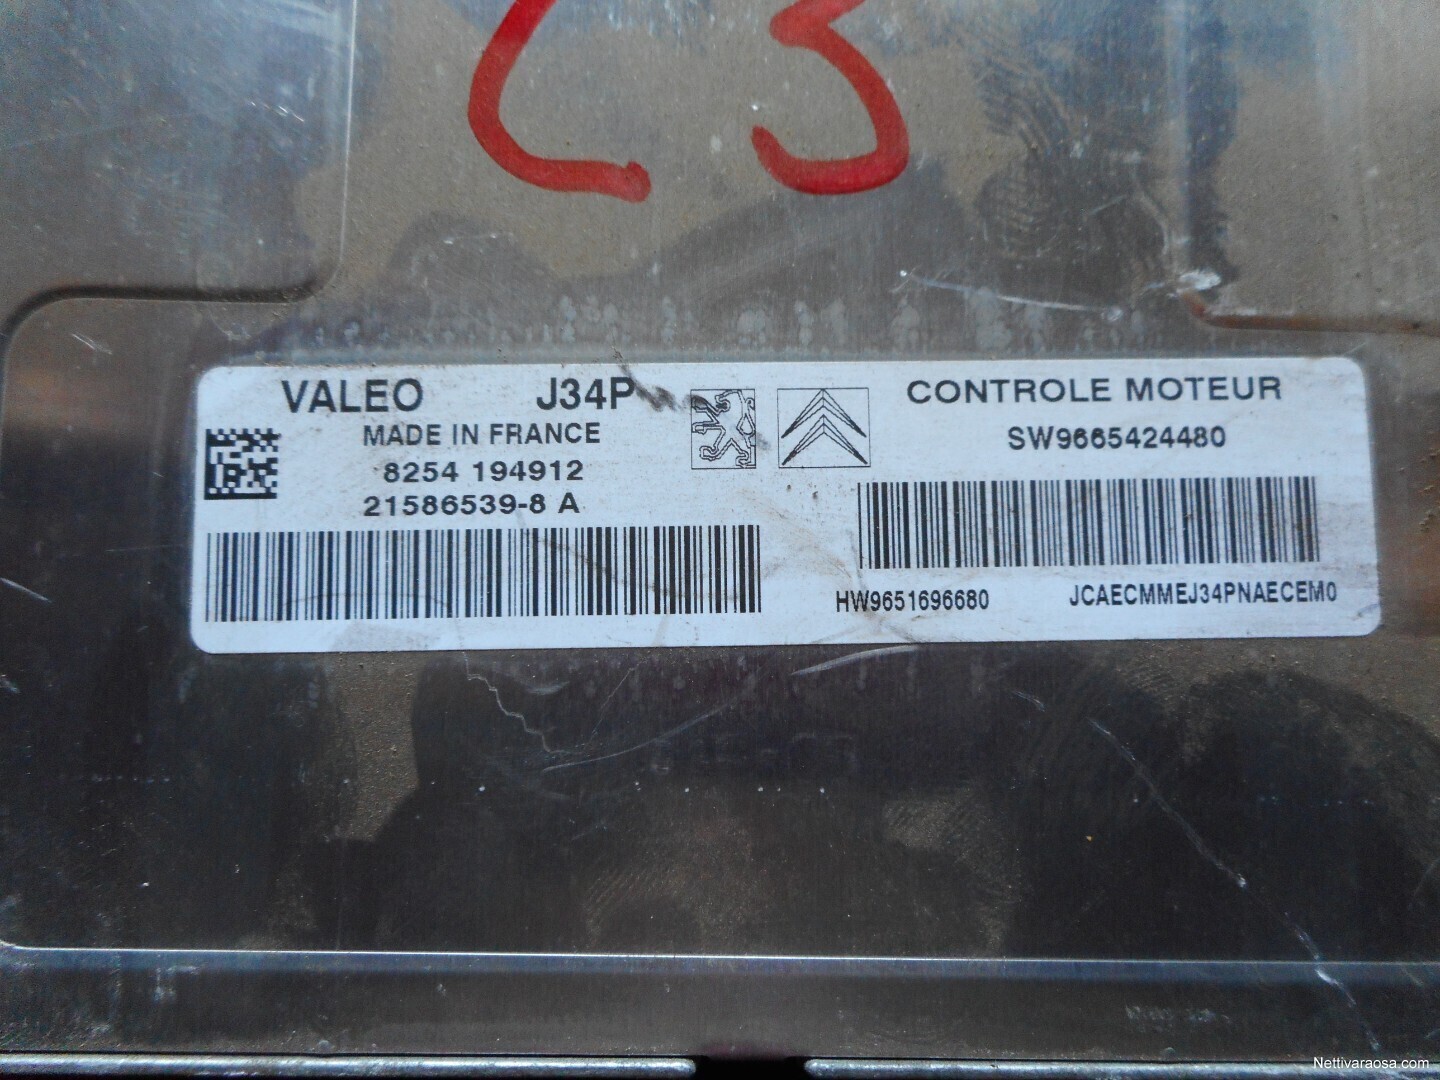 C3
VALEO J34P
MADE IN FRANCE
8254 194912
21586539-8 A
CONTROLE MOTEUR
SW9665424480
HW9651696680 JCAECMMEJ34PNAECEM0
Nettivaraosa.com